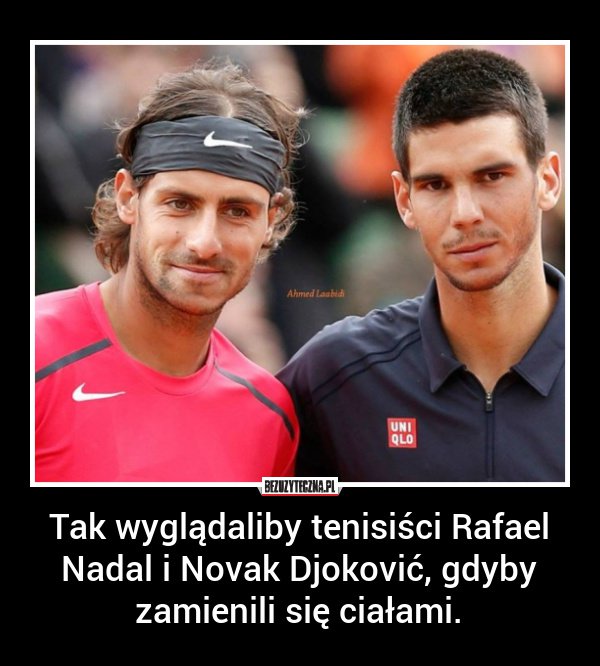 Ahmed Laabidi
UNI
QLO
BEZUZYTECZNA.PL
Tak wyglądaliby tenisiści Rafael
Nadal i Novak Djoković, gdyby
zamienili się ciałami.